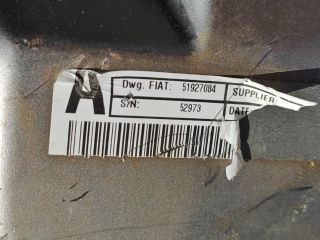 A
Dwg. FIAT: 51927084 SUPPLIER
S/N: 52973 DATE